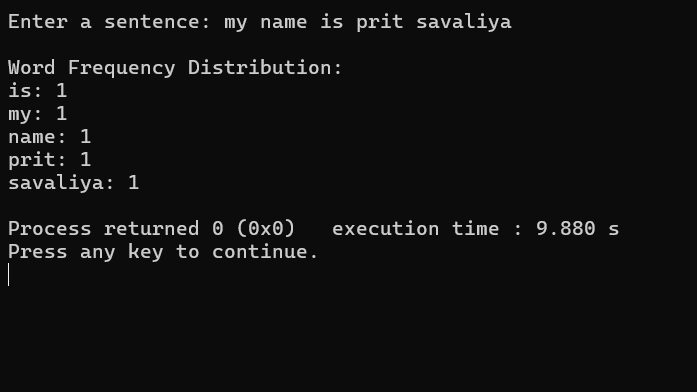 Enter a sentence: my name is prit savaliya
Word Frequency Distribution:
is: 1
my: 1
name: 1
prit: 1
savaliya: 1
Process returned 0 (0x0)   execution time : 9.880 s
Press any key to continue.